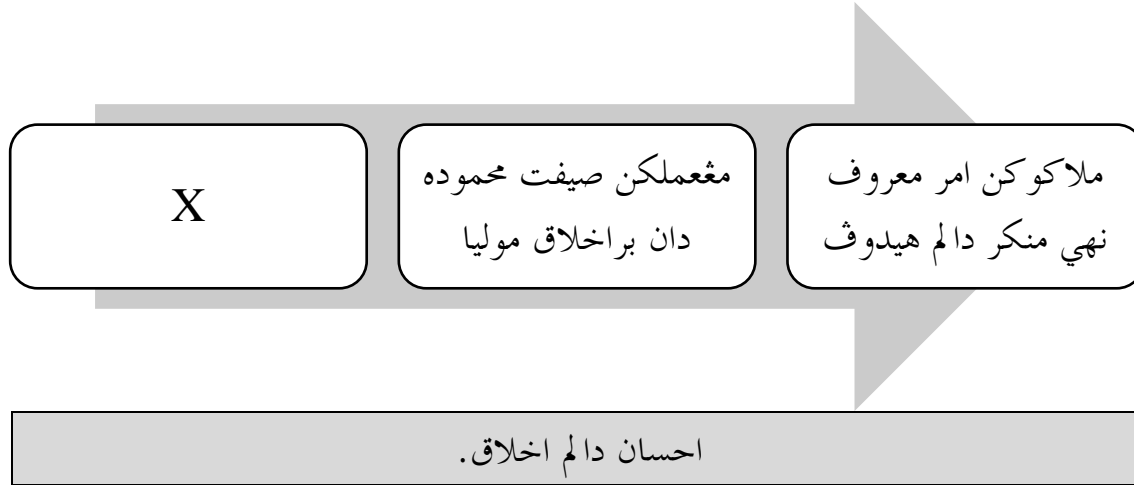 ملاكوكن امر معروف
نهي منكر دالم هيدوڤ
مڠعملكن صيفت محموده
دان براخلاق موليا
X
احسان دالم اخلاق.